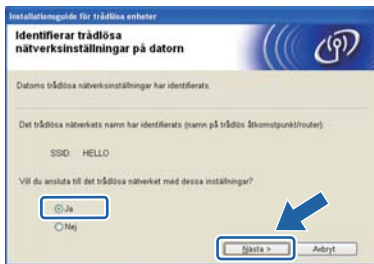 Installationsguide för trådlösa enheter
Identifierar trådlösa
nätverksinställningar på datorn
Datorns trådlösa nätverksinställningar har identifierats.
Det trådlösa nätverkets namn har identifierats (namn på trådlös åtkomstpunkt/router):
SSID: HELLO
Vill du ansluta till det trådlösa nätverket med dessa inställningar?
Ja
Nej
Nästa >
Avbryt